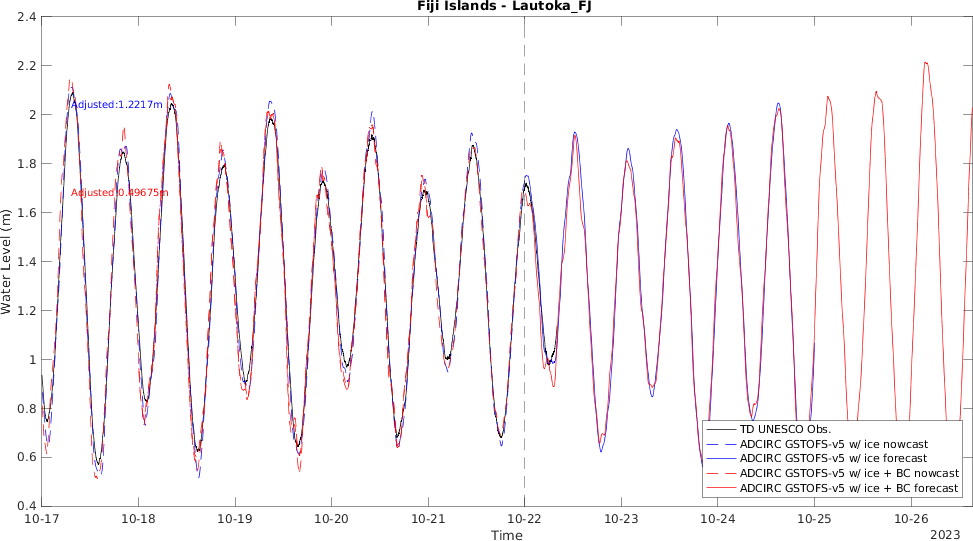 Fiji Islands - Lautoka_FJ
2.4
2.2
2
1.8
1.6
1.4
1.2
1
0.8
0.6
0.4
Water Level (m)
Adjusted:1.2217m
Adjusted:0.49675m
TD UNESCO Obs.
ADCIRC GSTOFS-v5 w/ ice nowcast
ADCIRC GSTOFS-v5 w/ ice forecast
ADCIRC GSTOFS-v5 w/ ice + BC nowcast
ADCIRC GSTOFS-v5 w/ ice + BC forecast
10-17 10-18 10-19 10-20 10-21 10-22 10-23 10-24 10-25 10-26
Time
2023